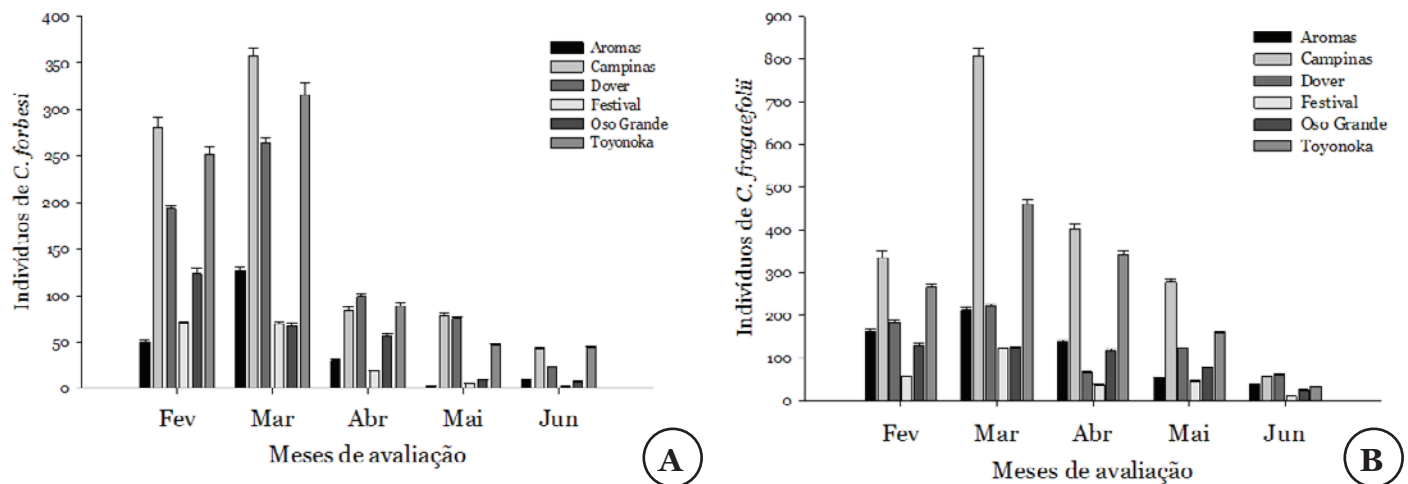 400
350
300
250
200
150
100
50
0
Indivíduos de C. forbesi
Aromas
Campinas
Dover
Festival
Oso Grande
Toyonoka
Fev Mar Abr Mai Jun
Meses de avaliação
A
900
800
700
600
500
400
300
200
100
0
Indivíduos de C. fragaefolii
Aromas
Campinas
Dover
Festival
Oso Grande
Toyonoka
Fev Mar Abr Mai Jun
Meses de avaliação
B